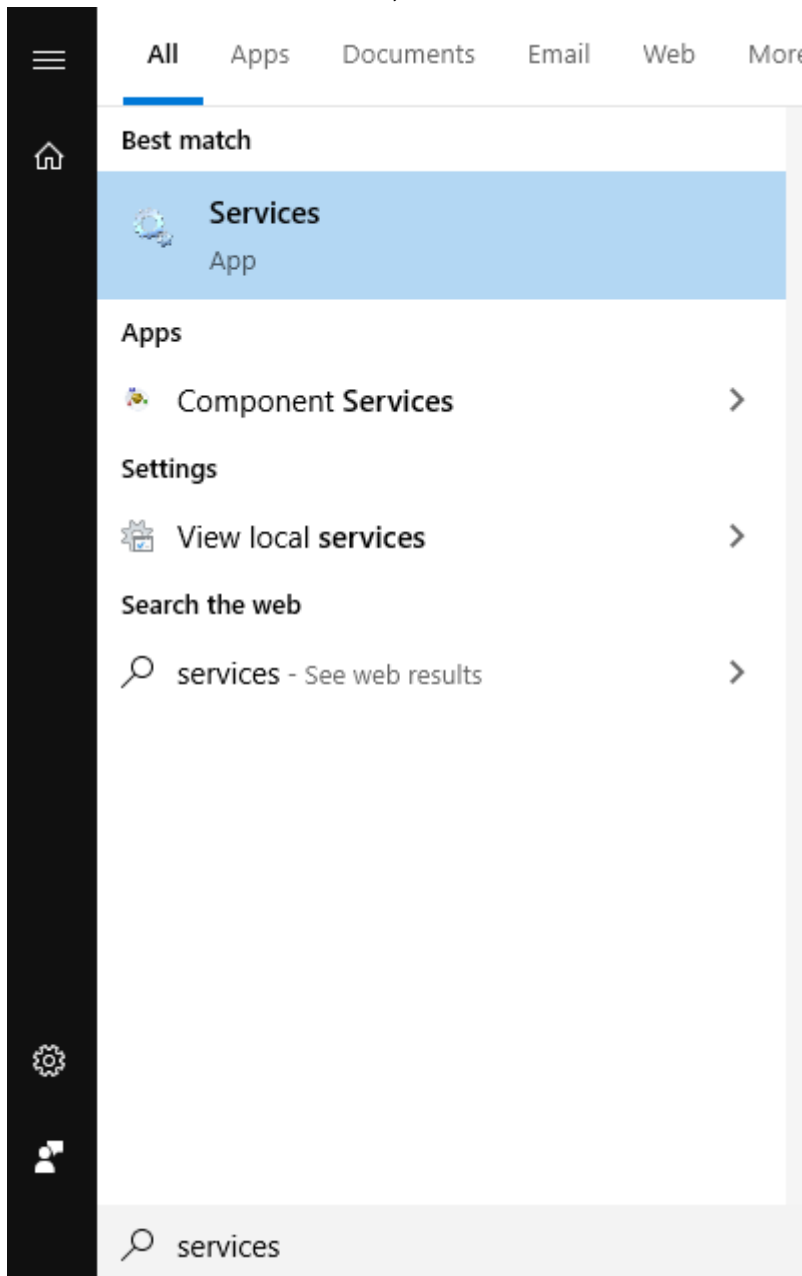 All Apps Documents Email Web More
Best match
Services
App
Apps
Component Services
Settings
View local services
Search the web
services - See web results
services